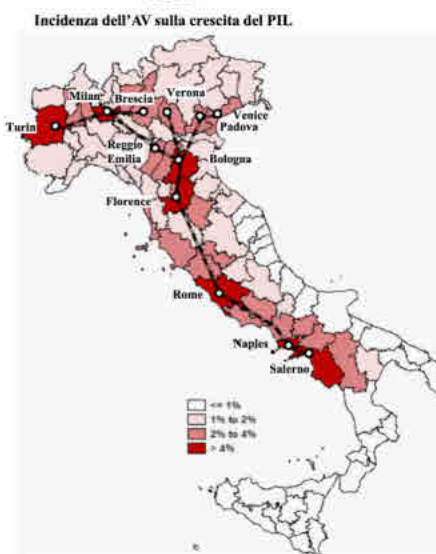 Incidenza dell'AV sulla crescita del PIL
Milan
Brescia
Verona
Turin
Venice
Padova
Reggio
Emilia
Bologna
Florence
Rome
Naples
Salerno
<= 1%
1% to 2%
2% to 4%
> 4%